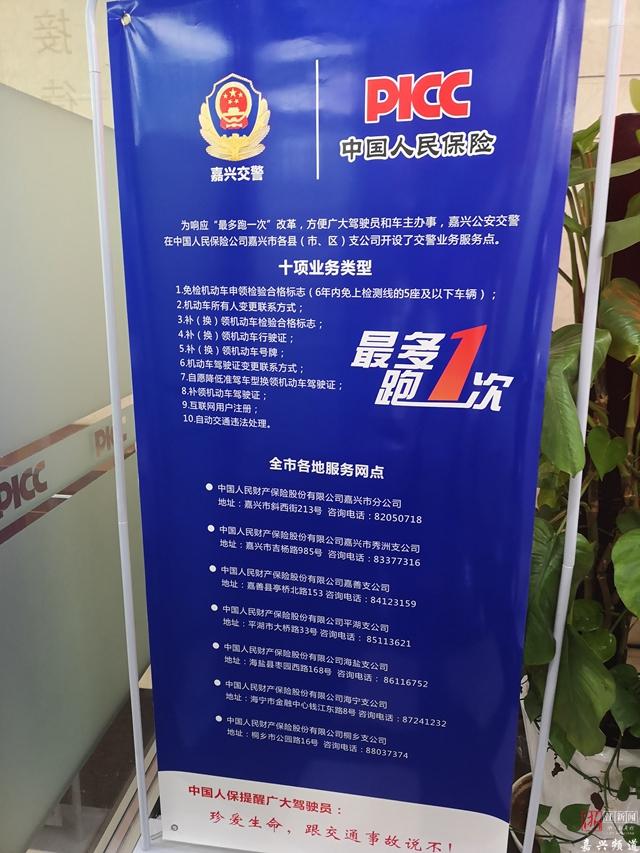 接
待
PICC
嘉兴交警
中国人民保险
为响应“最多跑一次”改革，方便广大驾驶员和车主办事，嘉兴公安交警
在中国人民保险公司嘉兴市各县（市、区）支公司开设了交警业务服务点。
十项业务类型
1.免检机动车申领检验合格标志（6年内免上检测线的5座及以下车辆）；
2.机动车所有人变更联系方式；
3.补（换）领机动车检验合格标志；
4.补（换）领机动车行驶证；
5.补（换）领机动车号牌；
6.机动车驾驶证变更联系方式；
7.自愿降低准驾车型换领机动车驾驶证；
8.补领机动车驾驶证；
9.互联网用户注册；
10.自动交通违法处理。
最多
跑1次
全市各地服务网点
中国人民财产保险股份有限公司嘉兴市分公司
地址：嘉兴市斜西街213号 咨询电话：82050718
中国人民财产保险股份有限公司嘉兴市秀洲支公司
地址：嘉兴市吉杨路985号 咨询电话：83377316
中国人民财产保险股份有限公司嘉善支公司
地址：嘉善县亭桥北路153 咨询电话：84123159
中国人民财产保险股份有限公司平湖支公司
地址：平湖市大桥路33号 咨询电话：85113621
中国人民财产保险股份有限公司海盐支公司
地址：海盐县枣园西路168号 咨询电话：86116752
中国人民财产保险股份有限公司海宁支公司
地址：海宁市金融中心钱江东路8号 咨询电话：87241232
中国人民财产保险股份有限公司桐乡支公司
地址：桐乡市公园路16号 咨询电话：88037374
中国人保提醒广大驾驶员：
珍爱生命，跟交通事故说不！
PICC
PICC
浙江新闻
嘉兴频道